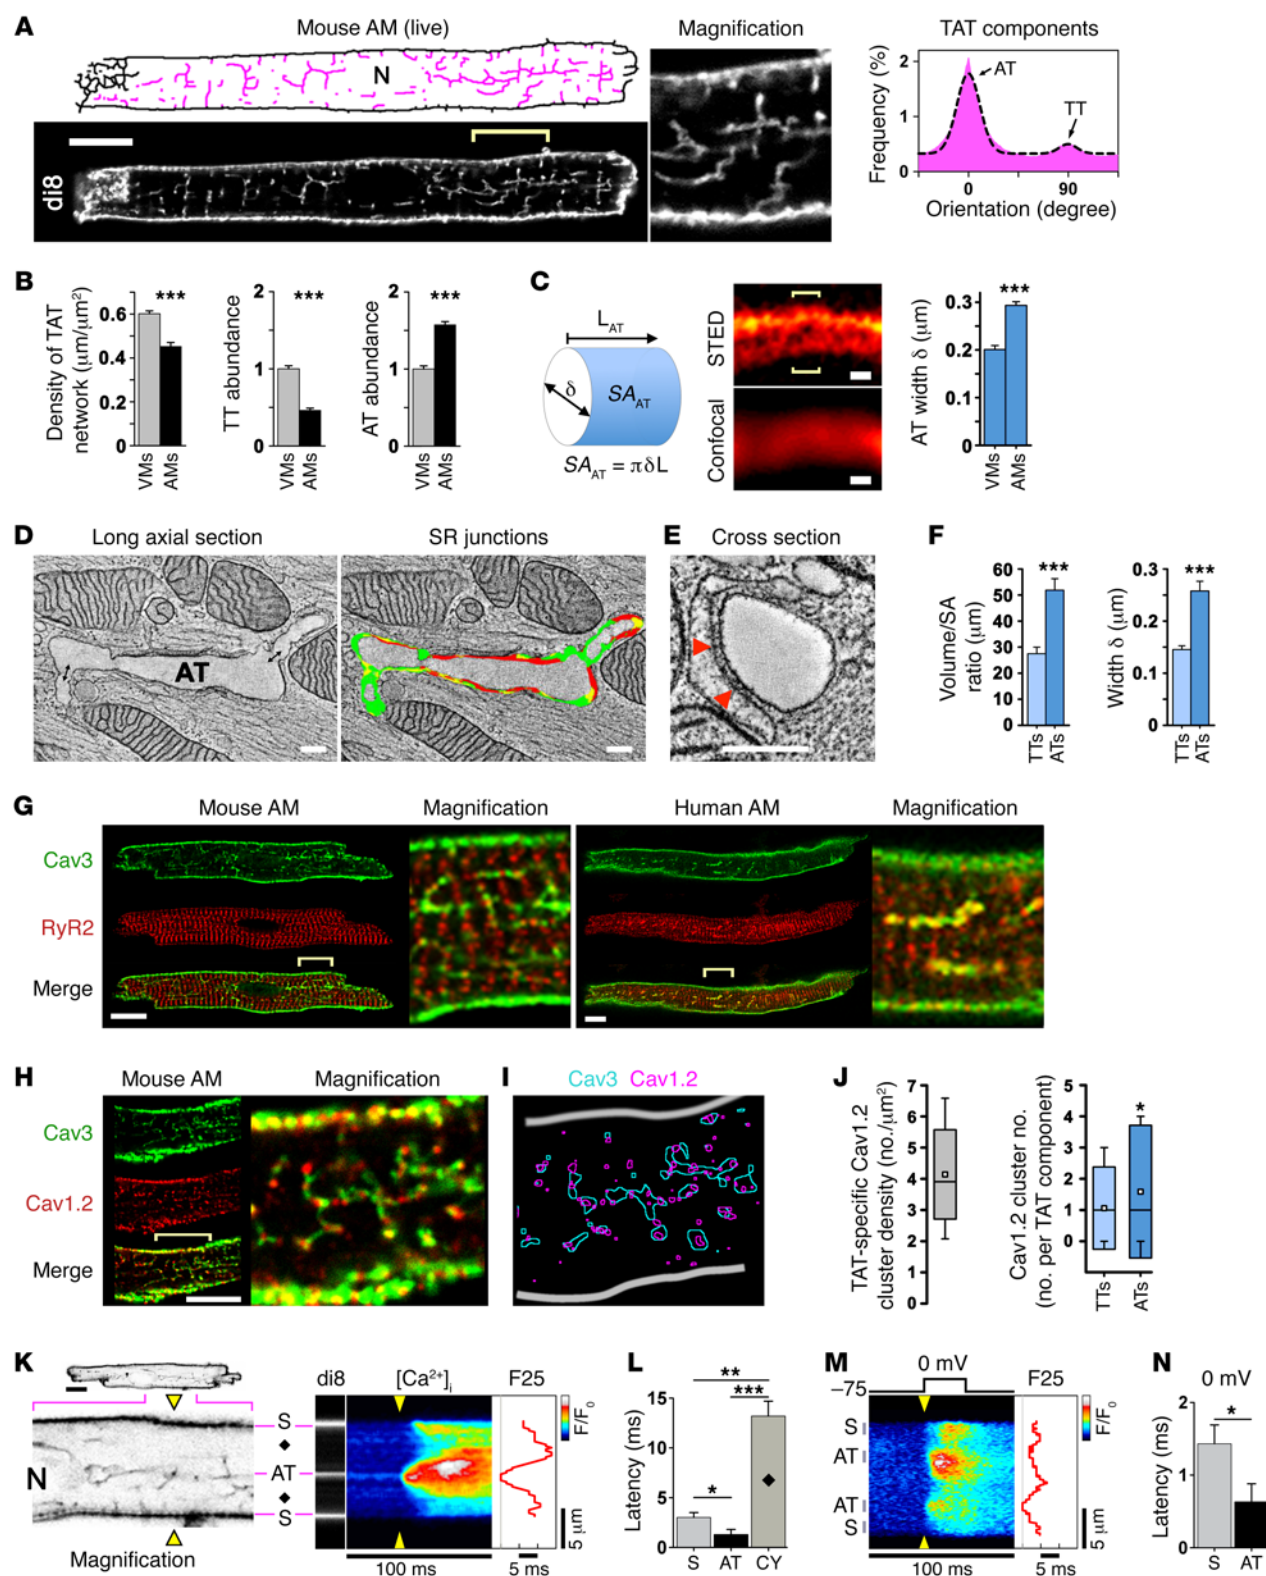 A
Mouse AM (live)
Magnification
TAT components
N
di8
Frequency (%)
2
1
0
AT
TT
0 90
Orientation (degree)
B
Density of TAT
network (μm/μm²)
0.6
0.4
0.2
0
***
VMs
AMs
TT abundance
2
1
0
***
VMs
AMs
AT abundance
2
1
0
***
VMs
AMs
C
L_AT
δ
SA_AT
SA_AT = πδL
STED
Confocal
AT width δ (μm)
0.3
0.2
0.1
0
***
VMs
AMs
D
Long axial section
SR junctions
AT
E
Cross section
F
Volume/SA
ratio (μm)
60
50
40
30
20
10
0
***
TTs
ATs
Width δ (μm)
0.3
0.2
0.1
0
***
TTs
ATs
G
Mouse AM
Magnification
Human AM
Magnification
Cav3
RyR2
Merge
H
Mouse AM
Magnification
Cav3
Cav1.2
Merge
I
Cav3 Cav1.2
J
TAT-specific Cav1.2
cluster density (no./μm²)
7
6
5
4
3
2
1
0
Cav1.2 cluster no.
(no. per TAT component)
5
4
3
2
1
0
*
TTs
ATs
K
N
Magnification
S
◆
AT
◆
S
di8
[Ca²⁺]i
F25
F/F₀
5 μm
100 ms
5 ms
L
Latency (ms)
15
10
5
0
**
***
*
◆
S AT CY
M
0 mV
−75
F25
S
AT
AT
S
F/F₀
5 μm
100 ms
5 ms
N
0 mV
Latency (ms)
2
1
0
*
S AT